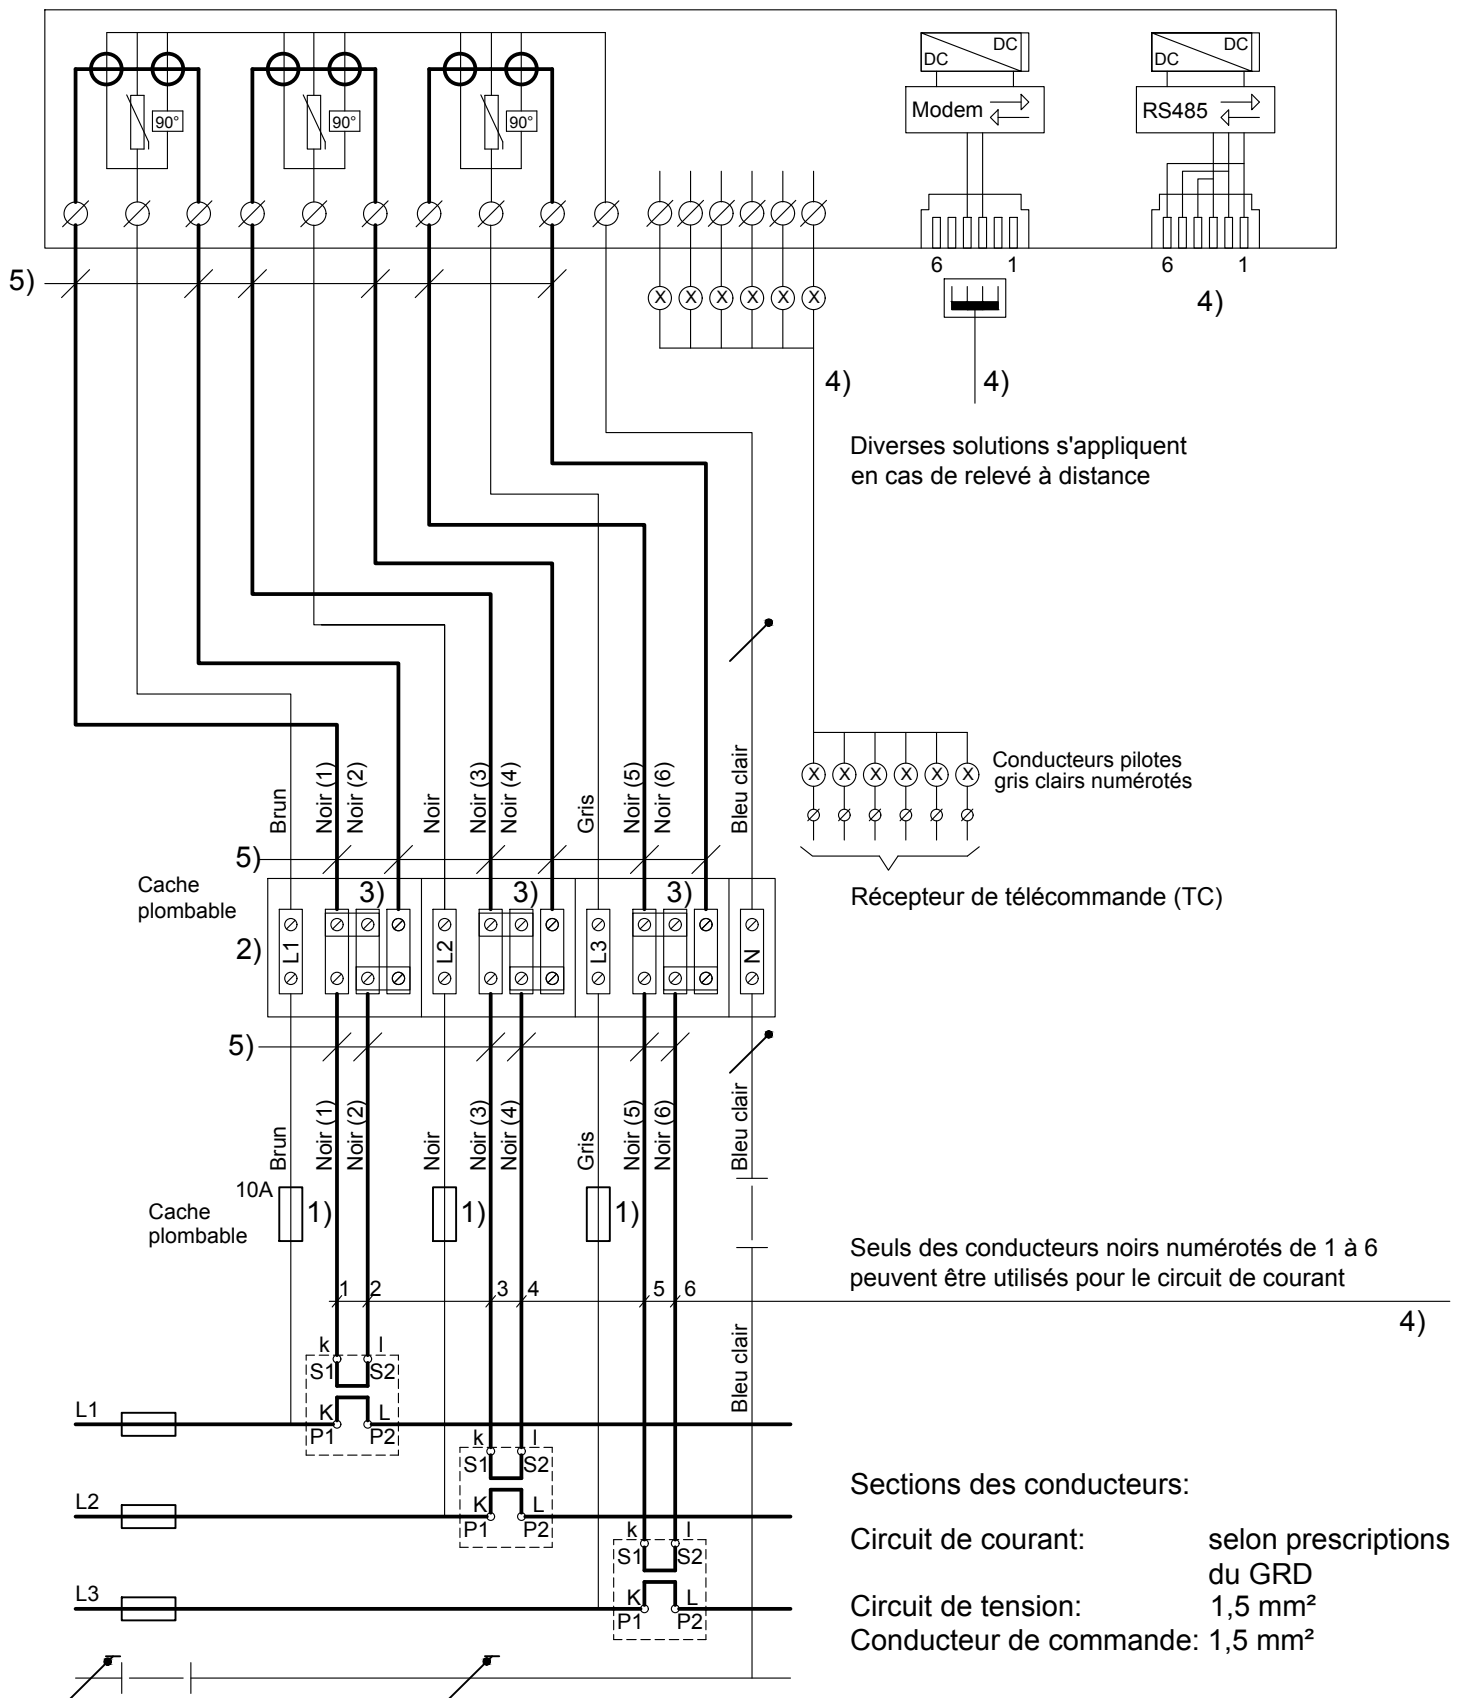 DC DC
DC DC
90°
90°
90°
Modem
RS485
6 1
6 1
5)
4)
4)
4)
Diverses solutions s'appliquent
en cas de relevé à distance
Brun
Noir (1)
Noir (2)
Noir
Noir (3)
Noir (4)
Gris
Noir (5)
Noir (6)
Bleu clair
X X X X X X
X X X X X X
Conducteurs pilotes
gris clairs numérotés
Récepteur de télécommande (TC)
5)
Cache
plombable
3) 3) 3)
2)
L1 L2 L3 N
5)
Brun
Noir (1)
Noir (2)
Noir
Noir (3)
Noir (4)
Gris
Noir (5)
Noir (6)
Bleu clair
10A
Cache
plombable
1) 1) 1)
Seuls des conducteurs noirs numérotés de 1 à 6
peuvent être utilisés pour le circuit de courant
1 2 3 4 5 6
4)
Bleu clair
k l
S1 S2
K L
P1 P2
L1
k l
S1 S2
K L
P1 P2
L2
k l
S1 S2
K L
P1 P2
L3
Sections des conducteurs:
Circuit de courant: selon prescriptions
du GRD
Circuit de tension: 1,5 mm²
Conducteur de commande: 1,5 mm²